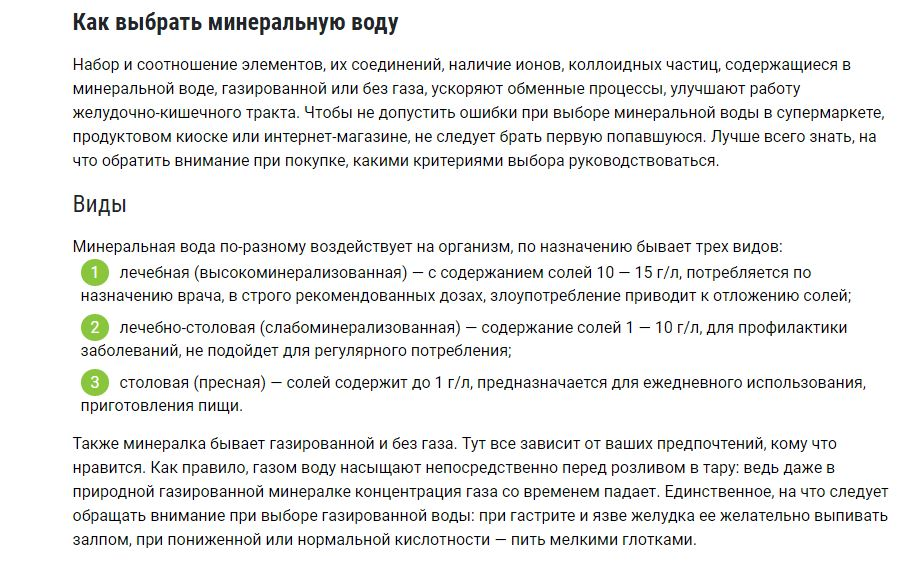 Как выбрать минеральную воду
Набор и соотношение элементов, их соединений, наличие ионов, коллоидных частиц, содержащиеся в
минеральной воде, газированной или без газа, ускоряют обменные процессы, улучшают работу
желудочно-кишечного тракта. Чтобы не допустить ошибки при выборе минеральной воды в супермаркете,
продуктовом киоске или интернет-магазине, не следует брать первую попавшуюся. Лучше всего знать, на
что обратить внимание при покупке, какими критериями выбора руководствоваться.
Виды
Минеральная вода по-разному воздействует на организм, по назначению бывает трех видов:
1 лечебная (высокоминерализованная) — с содержанием солей 10 — 15 г/л, потребляется по
назначению врача, в строго рекомендованных дозах, злоупотребление приводит к отложению солей;
2 лечебно-столовая (слабоминерализованная) — содержание солей 1 — 10 г/л, для профилактики
заболеваний, не подойдет для регулярного потребления;
3 столовая (пресная) — солей содержит до 1 г/л, предназначается для ежедневного использования,
приготовления пищи.
Также минералка бывает газированной и без газа. Тут все зависит от ваших предпочтений, кому что
нравится. Как правило, газом воду насыщают непосредственно перед розливом в тару: ведь даже в
природной газированной минералке концентрация газа со временем падает. Единственное, на что следует
обращать внимание при выборе газированной воды: при гастрите и язве желудка ее желательно выпивать
залпом, при пониженной или нормальной кислотности — пить мелкими глотками.